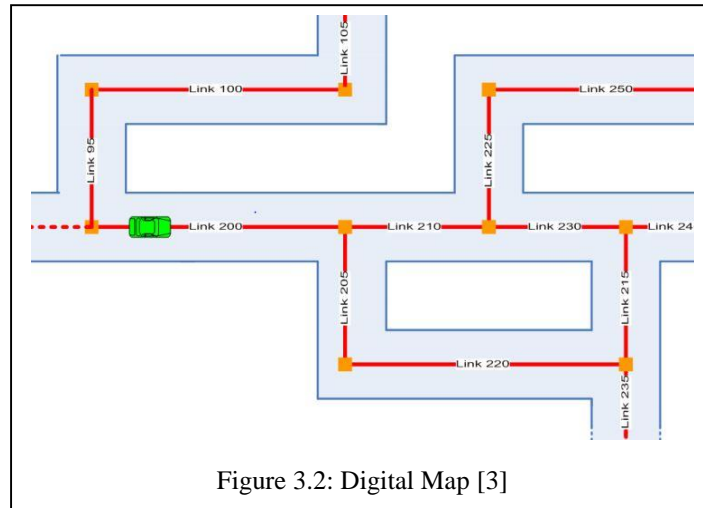 Link 105
Link 100
Link 250
Link 95
Link 225
Link 200
Link 210
Link 230
Link 24
Link 205
Link 215
Link 220
Link 235
Figure 3.2: Digital Map [3]